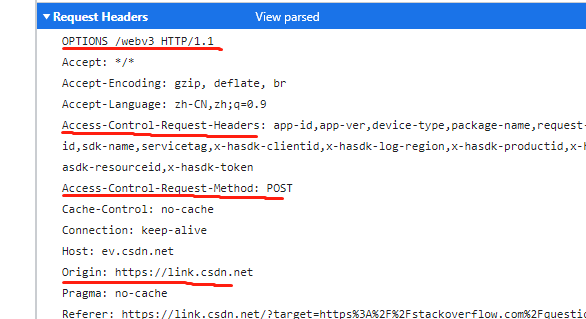 Request Headers View parsed
OPTIONS /webv3 HTTP/1.1
Accept: */*
Accept-Encoding: gzip, deflate, br
Accept-Language: zh-CN,zh;q=0.9
Access-Control-Request-Headers: app-id,app-ver,device-type,package-name,request-
id,sdk-name,servicetag,x-hasdk-clientid,x-hasdk-log-region,x-hasdk-productid,x-h
asdk-resourceid,x-hasdk-token
Access-Control-Request-Method: POST
Cache-Control: no-cache
Connection: keep-alive
Host: ev.csdn.net
Origin: https://link.csdn.net
Pragma: no-cache
Referer: https://link.csdn.net/?target=https%3A%2F%2Fstackoverflow.com%2Fquestic